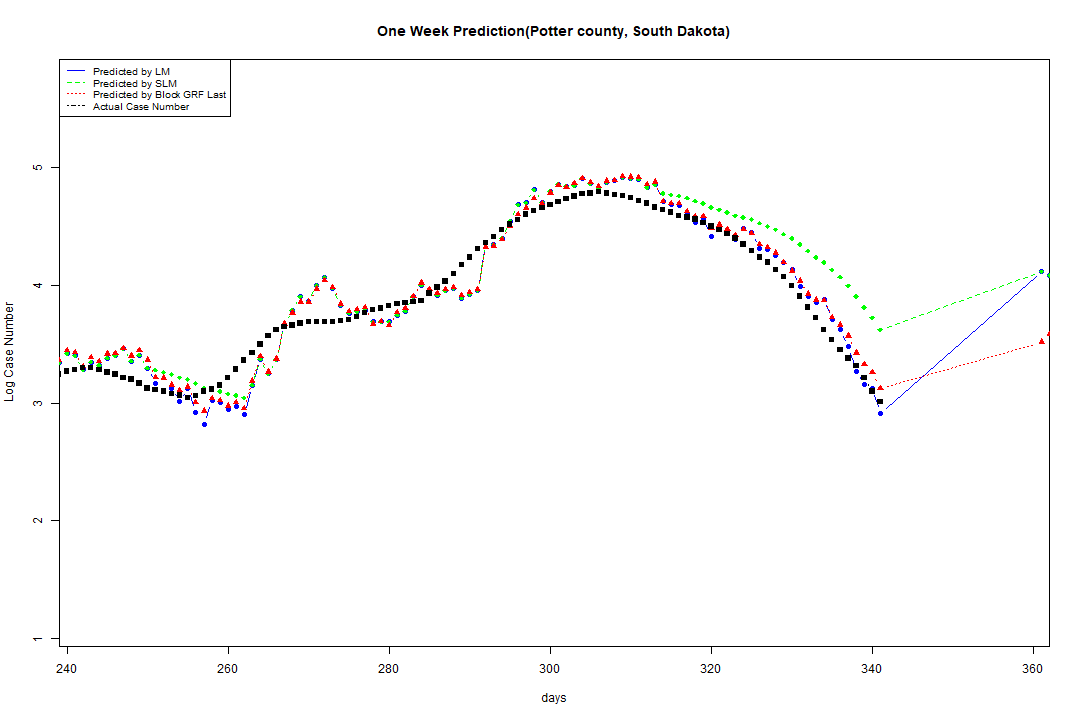 One Week Prediction(Potter county, South Dakota)
Predicted by LM
Predicted by SLM
Predicted by Block GRF Last
Actual Case Number
Log Case Number
5
4
3
2
1
240 260 280 300 320 340 360
days